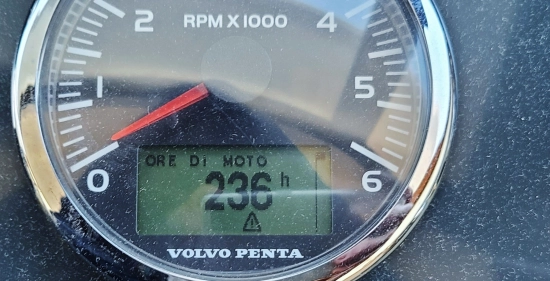 2 RPM X 1000 4
1 5
0 6
ORE DI MOTO
236 h
VOLVO PENTA